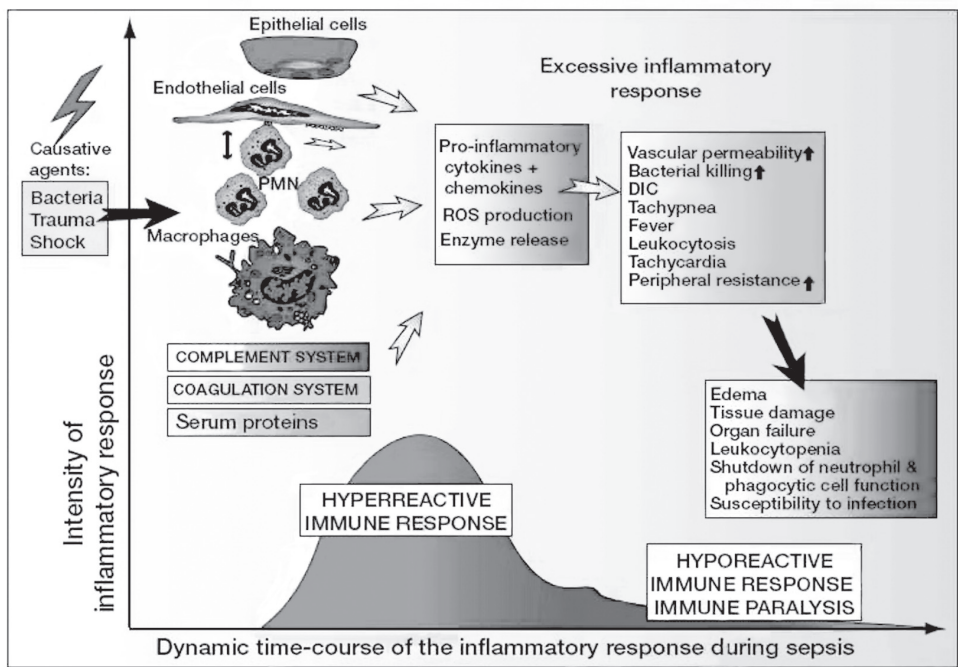 Epithelial cells
Endothelial cells
PMN
Macrophages
Causative
agents:
Bacteria
Trauma
Shock
COMPLEMENT SYSTEM
COAGULATION SYSTEM
Serum proteins
Excessive inflammatory
response
Pro-inflammatory
cytokines +
chemokines
ROS production
Enzyme release
Vascular permeability⬆
Bacterial killing⬆
DIC
Tachypnea
Fever
Leukocytosis
Tachycardia
Peripheral resistance⬆
Edema
Tissue damage
Organ failure
Leukocytopenia
Shutdown of neutrophil &
phagocytic cell function
Susceptibility to infection
Intensity of
inflammatory response
HYPERREACTIVE
IMMUNE RESPONSE
HYPOREACTIVE
IMMUNE RESPONSE
IMMUNE PARALYSIS
Dynamic time-course of the inflammatory response during sepsis